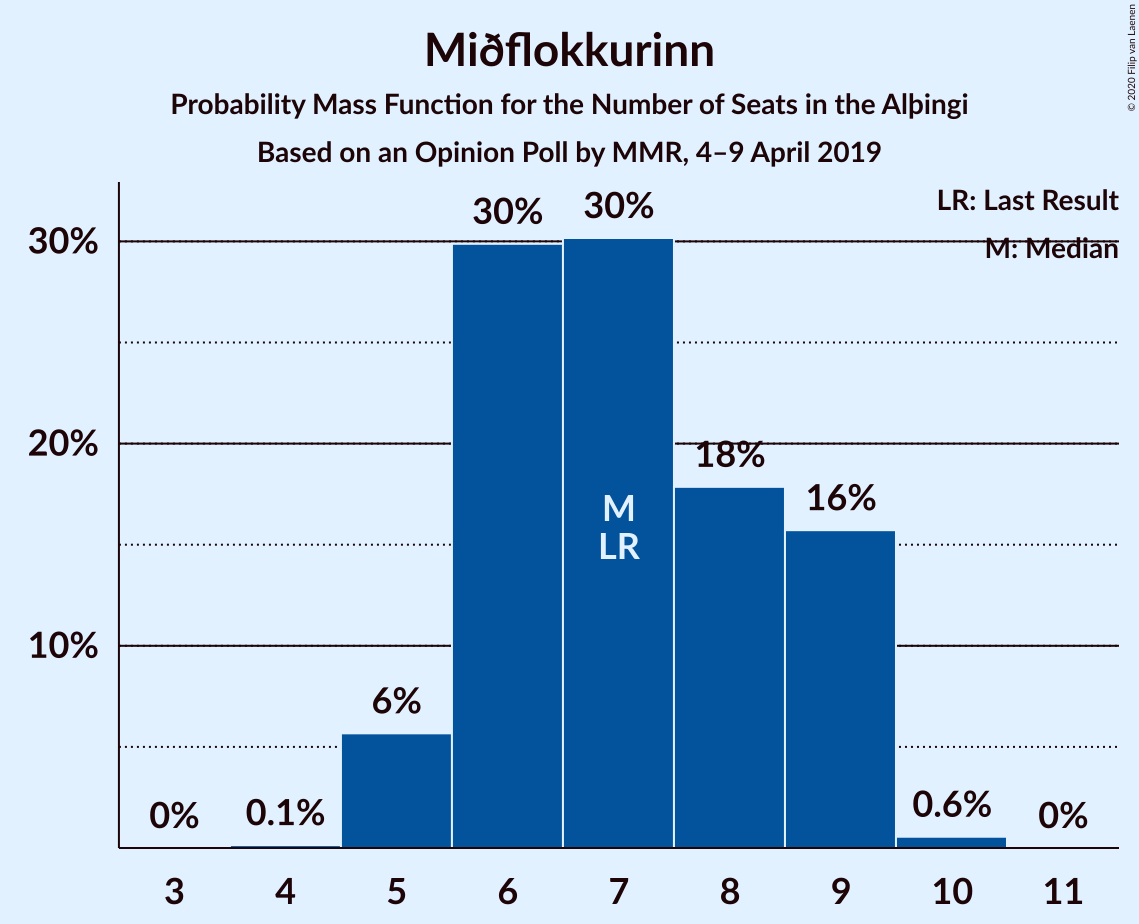 Miðflokkurinn
Probability Mass Function for the Number of Seats in the Alþingi
Based on an Opinion Poll by MMR, 4–9 April 2019
© 2020 Filip van Laenen
LR: Last Result
M: Median
30%
20%
10%
0%
0.1%
6%
30%
30%
18%
16%
0.6%
0%
M
LR
3 4 5 6 7 8 9 10 11